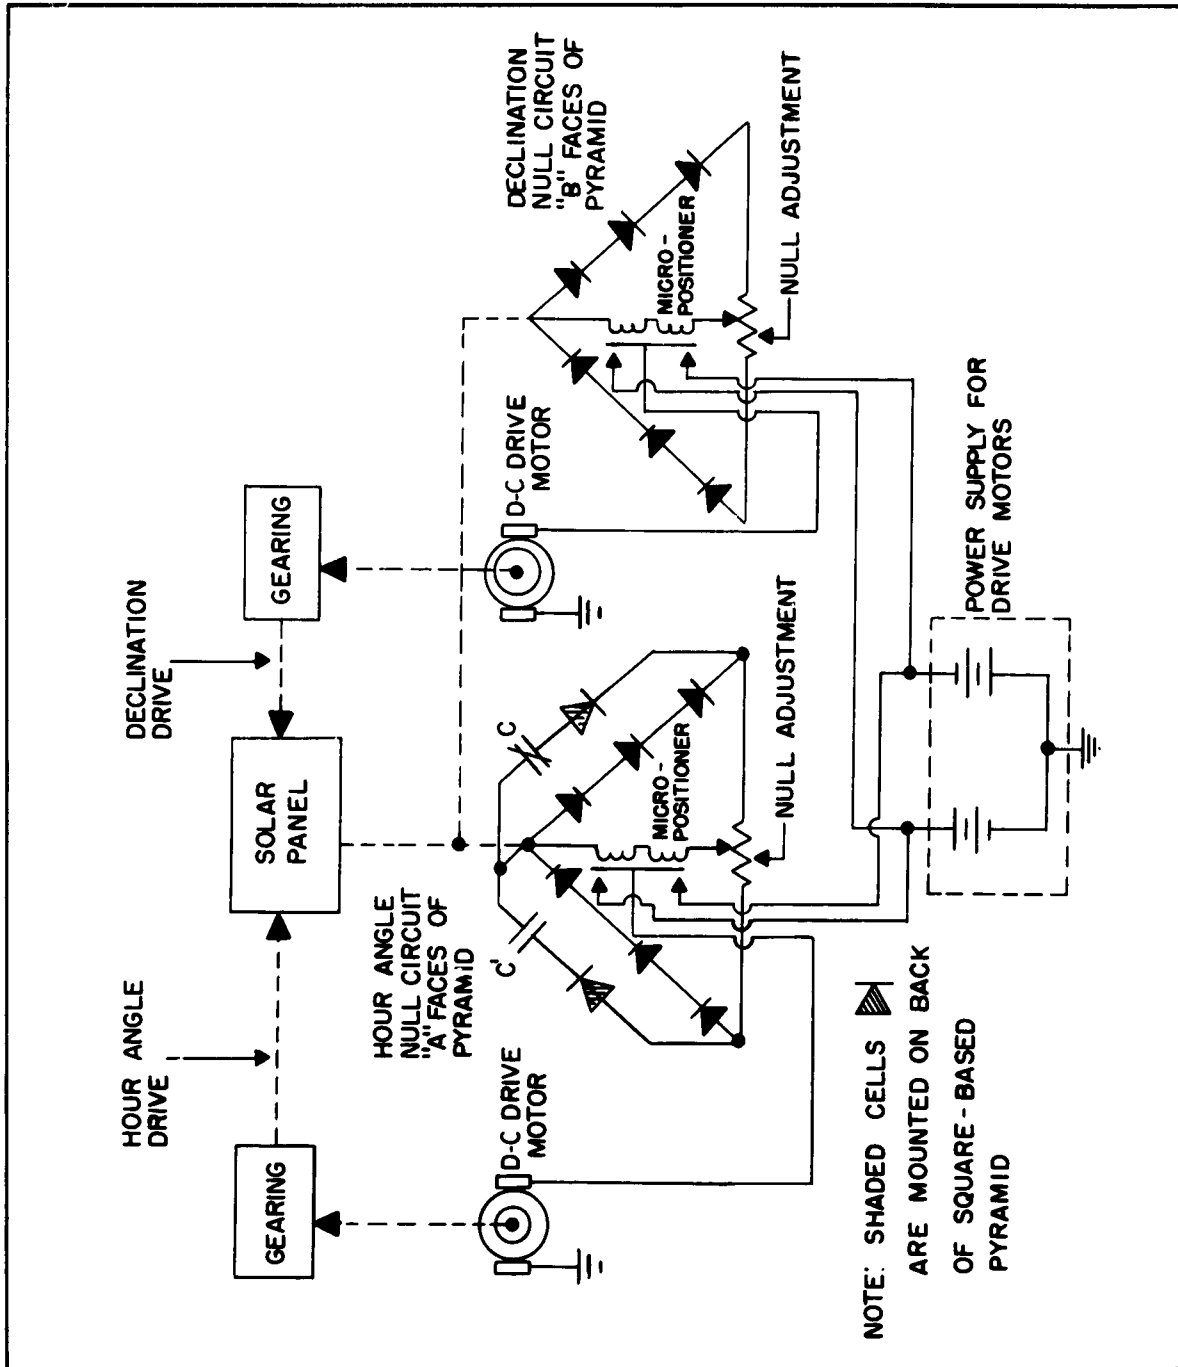 HOUR ANGLE
DRIVE
DECLINATION
DRIVE
GEARING
SOLAR
PANEL
GEARING
HOUR ANGLE
NULL CIRCUIT
"A" FACES OF
PYRAMID
DECLINATION
NULL CIRCUIT
"B" FACES OF
PYRAMID
D-C DRIVE
MOTOR
C'
C
D-C DRIVE
MOTOR
MICRO-
POSITIONER
MICRO-
POSITIONER
NULL ADJUSTMENT
NULL ADJUSTMENT
NOTE: SHADED CELLS
ARE MOUNTED ON BACK
OF SQUARE-BASED
PYRAMID
POWER SUPPLY FOR
DRIVE MOTORS